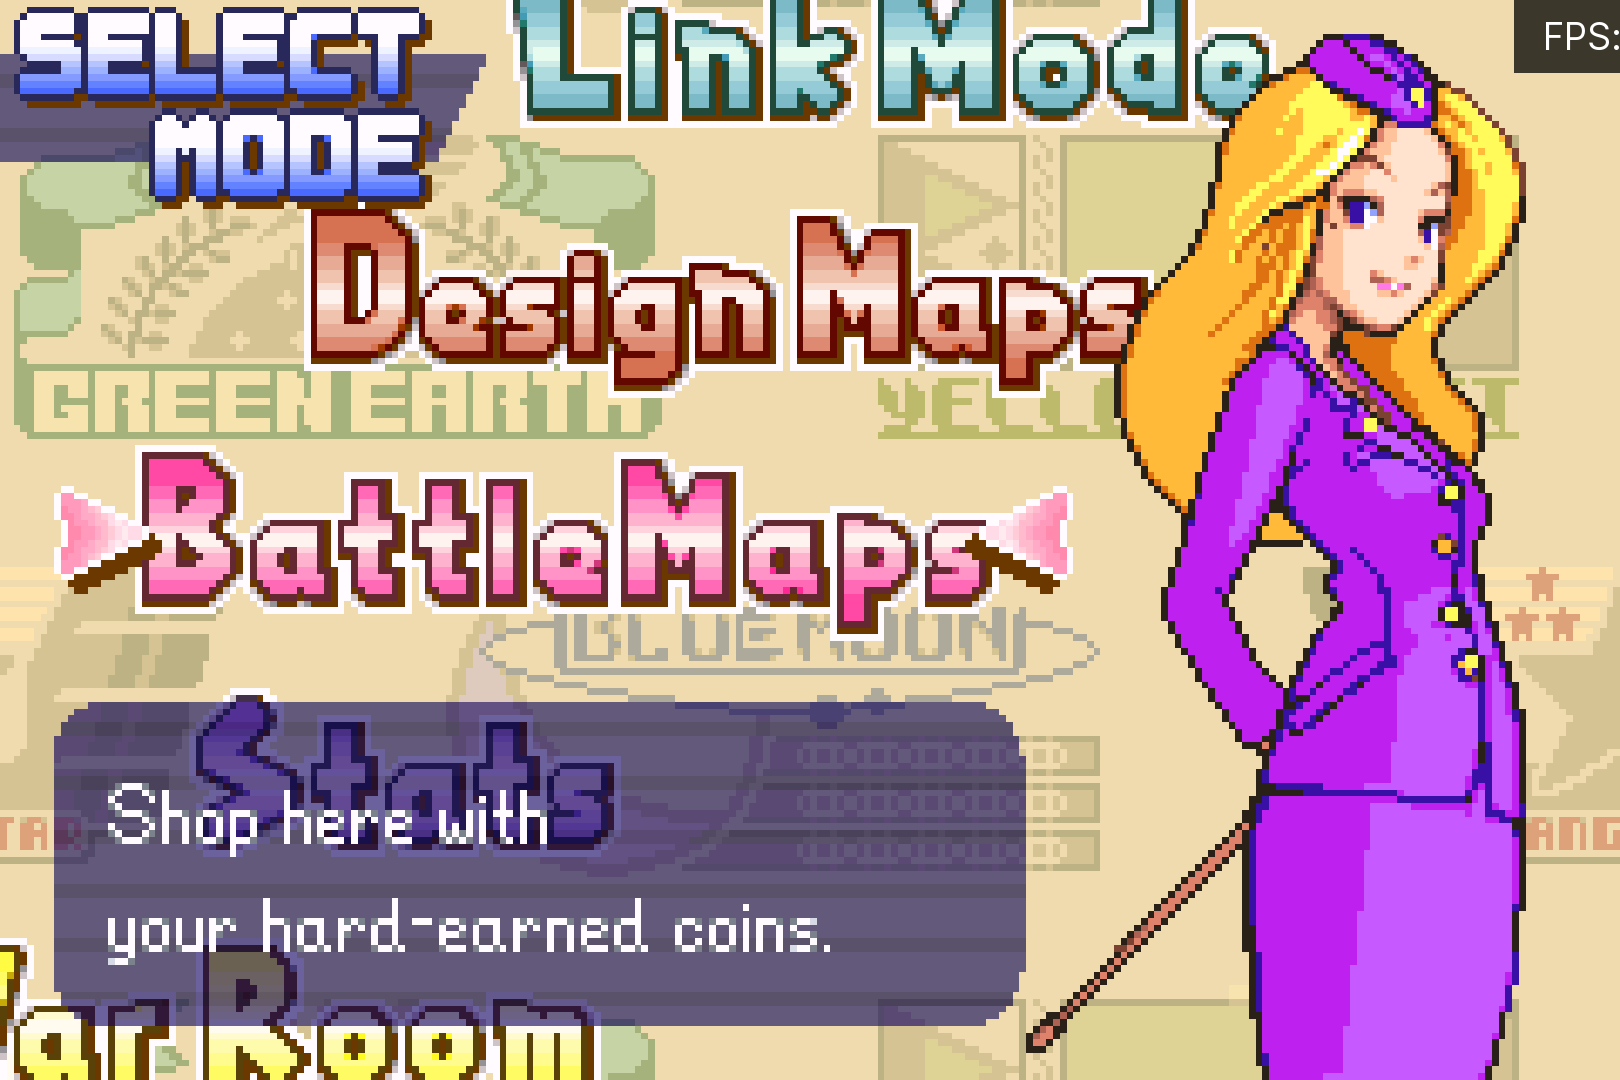 SELECT
MODE
Link Mode
FPS:
Design Maps
GREEN EARTH
Battle Maps
BLUE MOON
Stats
Shop here with
your hard-earned coins.
War Room